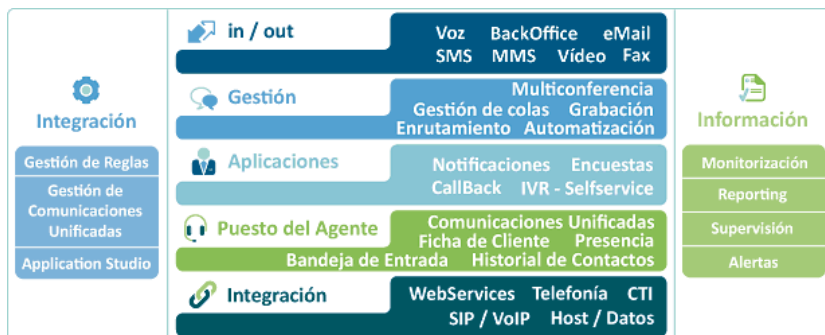 Integración
Gestión de Reglas
Gestión de
Comunicaciones
Unificadas
Application Studio
in / out
Voz BackOffice eMail
SMS MMS Vídeo Fax
Gestión
Multiconferencia
Gestión de colas Grabación
Enrutamiento Automatización
Aplicaciones
Notificaciones Encuestas
CallBack IVR - Selfservice
Puesto del Agente
Comunicaciones Unificadas
Ficha de Cliente Presencia
Bandeja de Entrada Historial de Contactos
Integración
WebServices Telefonía CTI
SIP / VoIP Host / Datos
Información
Monitorización
Reporting
Supervisión
Alertas